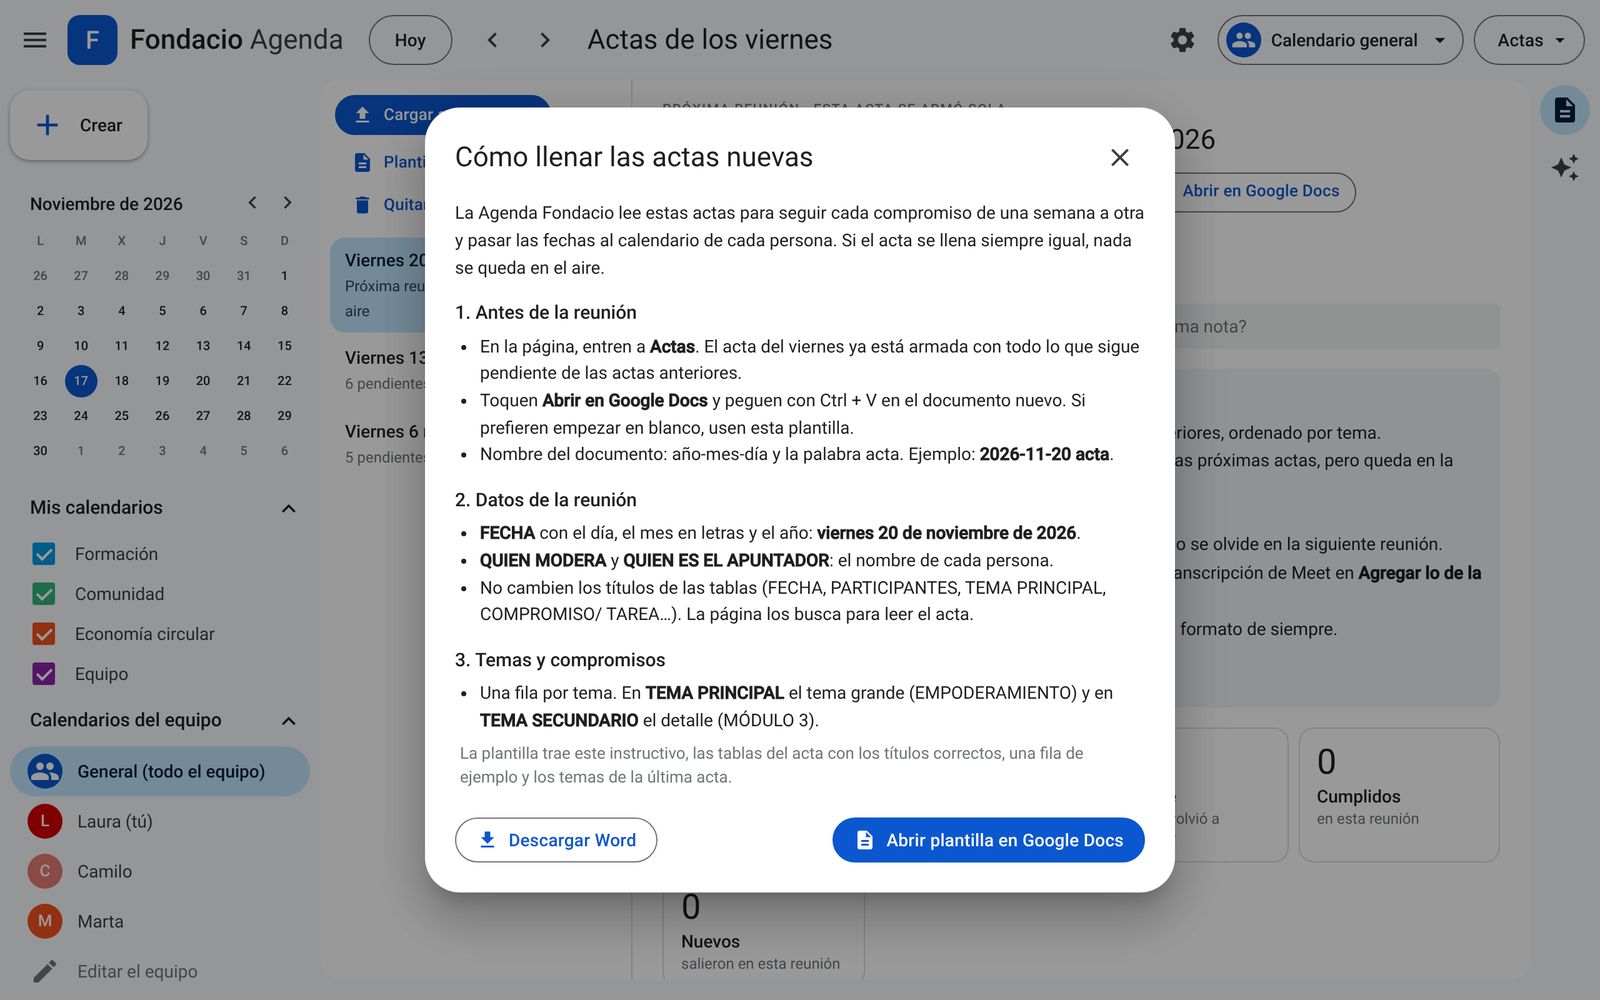 F
Fondacio Agenda
Hoy
Actas de los viernes
Calendario general
Actas
Crear
Noviembre de 2026
L M X J V S D
26 27 28 29 30 31 1
2 3 4 5 6 7 8
9 10 11 12 13 14 15
16 17 18 19 20 21 22
23 24 25 26 27 28 29
30 1 2 3 4 5 6
Mis calendarios
Formación
Comunidad
Economía circular
Equipo
Calendarios del equipo
General (todo el equipo)
L
Laura (tú)
C
Camilo
M
Marta
Editar el equipo
Cargar
Viernes 20
Próxima
aire
Viernes 13
6 pendientes
Viernes 6
5 pendientes
Cómo llenar las actas nuevas
La Agenda Fondacio lee estas actas para seguir cada compromiso de una semana a otra
y pasar las fechas al calendario de cada persona. Si el acta se llena siempre igual, nada
se queda en el aire.
1. Antes de la reunión
• En la página, entren a Actas. El acta del viernes ya está armada con todo lo que sigue
pendiente de las actas anteriores.
• Toquen Abrir en Google Docs y peguen con Ctrl + V en el documento nuevo. Si
prefieren empezar en blanco, usen esta plantilla.
• Nombre del documento: año-mes-día y la palabra acta. Ejemplo: 2026-11-20 acta.
2. Datos de la reunión
• FECHA con el día, el mes en letras y el año: viernes 20 de noviembre de 2026.
• QUIEN MODERA y QUIEN ES EL APUNTADOR: el nombre de cada persona.
• No cambien los títulos de las tablas (FECHA, PARTICIPANTES, TEMA PRINCIPAL,
COMPROMISO/ TAREA…). La página los busca para leer el acta.
3. Temas y compromisos
• Una fila por tema. En TEMA PRINCIPAL el tema grande (EMPODERAMIENTO) y en
TEMA SECUNDARIO el detalle (MÓDULO 3).
La plantilla trae este instructivo, las tablas del acta con los títulos correctos, una fila de
ejemplo y los temas de la última acta.
Descargar Word
Abrir plantilla en Google Docs
Abrir en Google Docs
nota?
ordenado por tema.
próximas actas, pero queda en la
se olvide en la siguiente reunión.
de Meet en Agregar lo de la
formato de siempre.
0
Cumplidos
en esta reunión
0
Nuevos
salieron en esta reunión